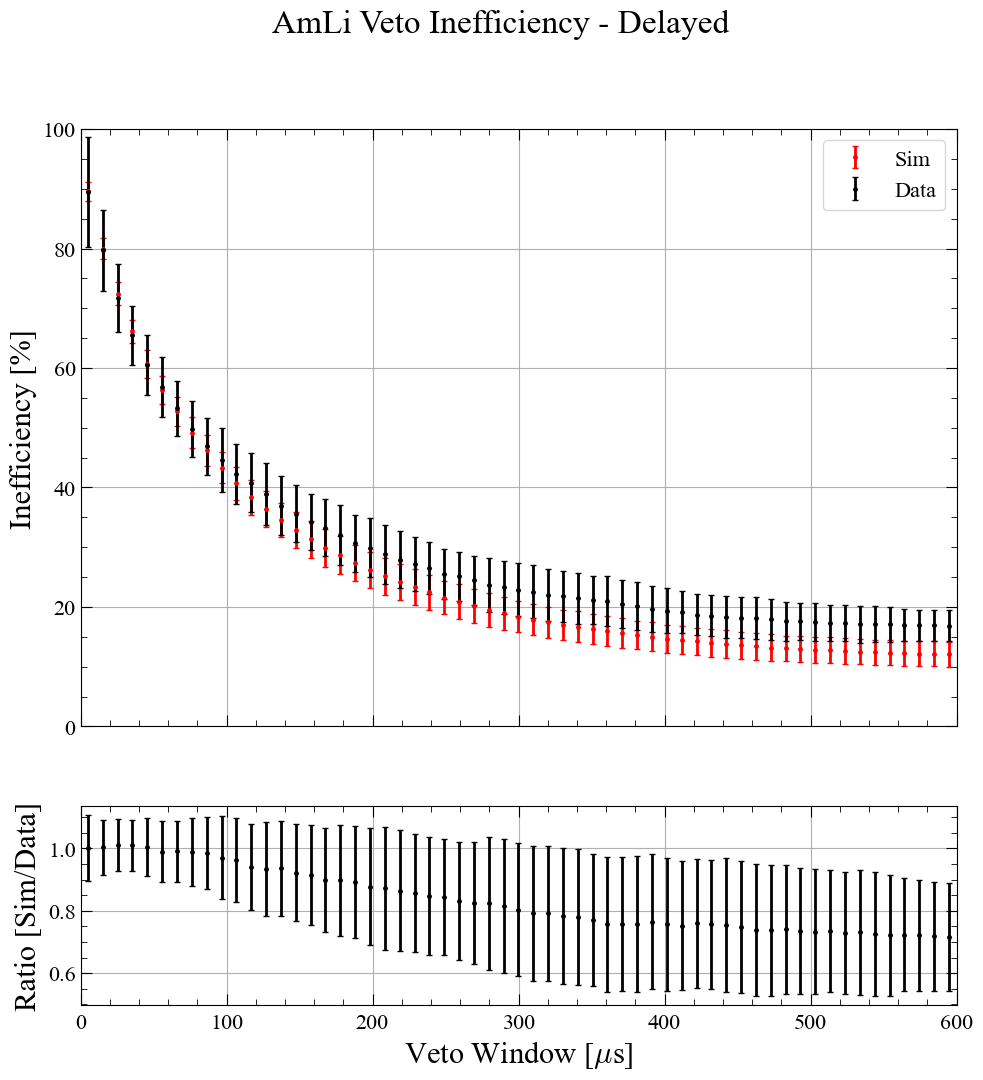 AmLi Veto Inefficiency - Delayed
100
80
60
40
20
0
Inefficiency [%]
Sim
Data
1.0
0.8
0.6
Ratio [Sim/Data]
0 100 200 300 400 500 600
Veto Window [μs]